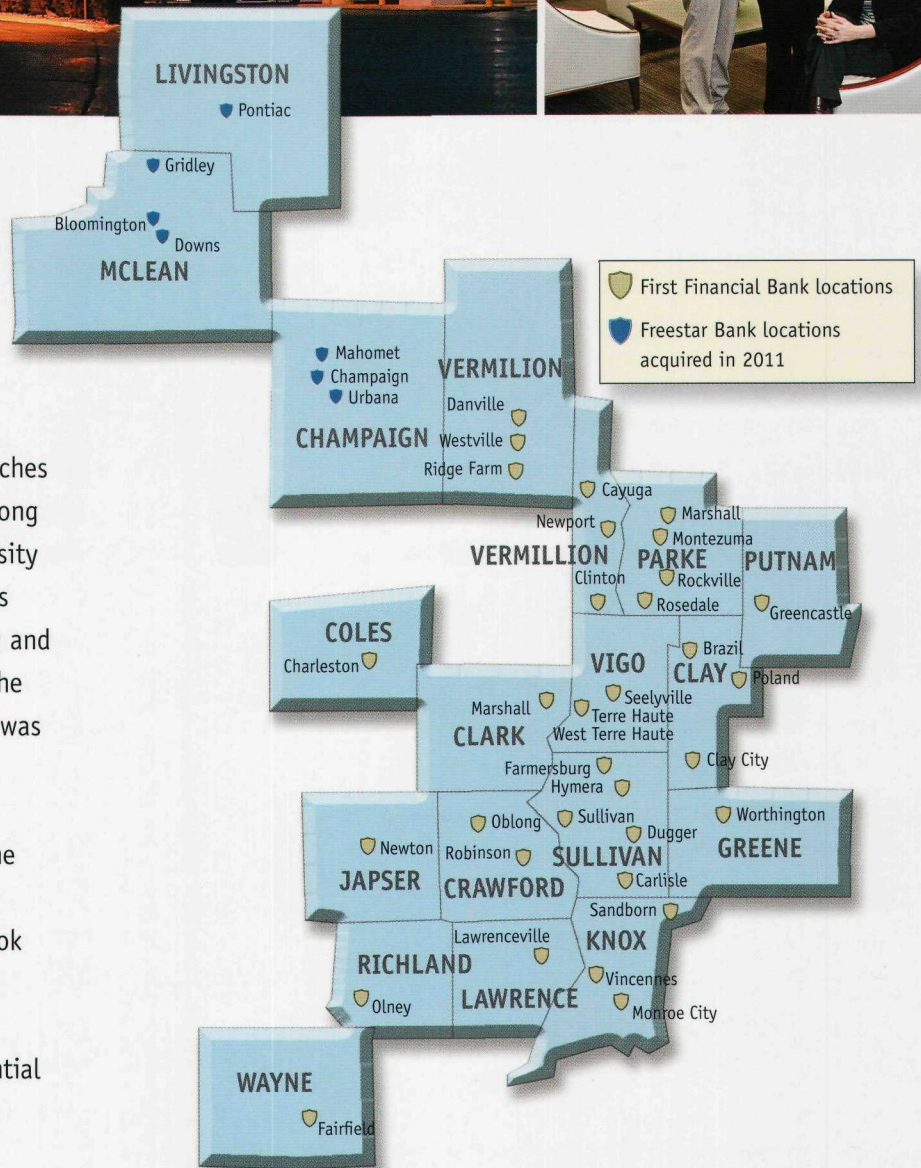 LIVINGSTON
Pontiac
Gridley
Bloomington
Downs
MCLEAN
First Financial Bank locations
Freestar Bank locations
acquired in 2011
Mahomet
Champaign
Urbana
CHAMPAIGN
VERMILION
Danville
Westville
Ridge Farm
Cayuga
Newport
VERMILLION
Clinton
Marshall
Montezuma
PARKE
Rockville
Rosedale
PUTNAM
Greencastle
COLES
Charleston
VIGO
Seelyville
Terre Haute
West Terre Haute
Brazil
CLAY
Poland
Clay City
Marshall
CLARK
Farmersburg
Hymera
Sullivan
Dugger
SULLIVAN
Carlisle
Worthington
GREENE
Newton
JAPSER
Oblong
Robinson
CRAWFORD
Sandborn
KNOX
Vincennes
Monroe City
Lawrenceville
LAWRENCE
RICHLAND
Olney
WAYNE
Fairfield
ches
ong
sity
s
and
he
was
ne
ok
ntial